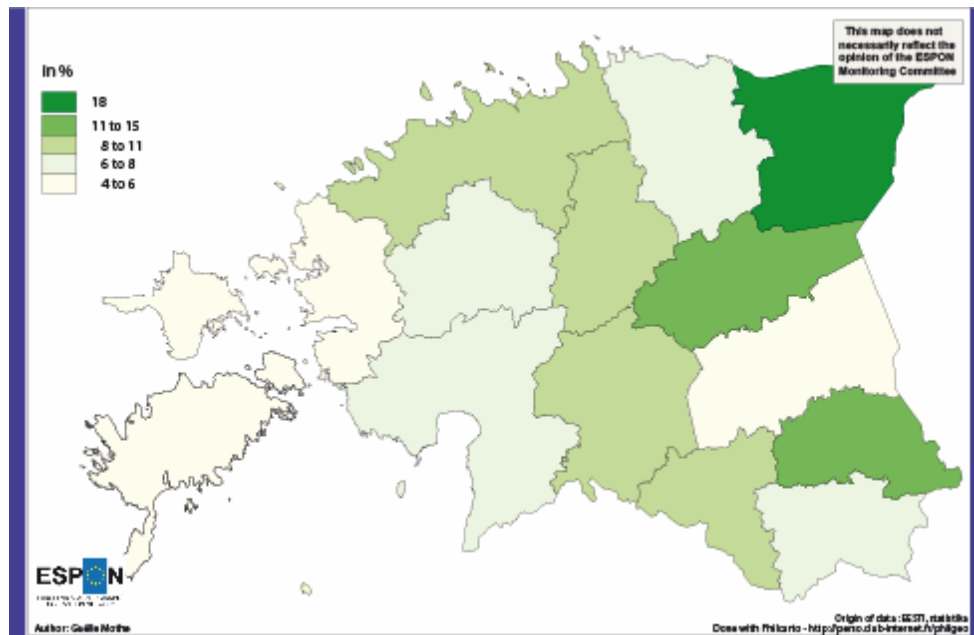 This map does not
necessarily reflect the
opinion of the ESPON
Monitoring Committee
In %
18
11 to 15
8 to 11
6 to 8
4 to 6
ESPON
Author: Gaëlle Mothe
Origin of data : EESTI, statistika
Done with Philcarto - http://perso.club-internet.fr/philgeo